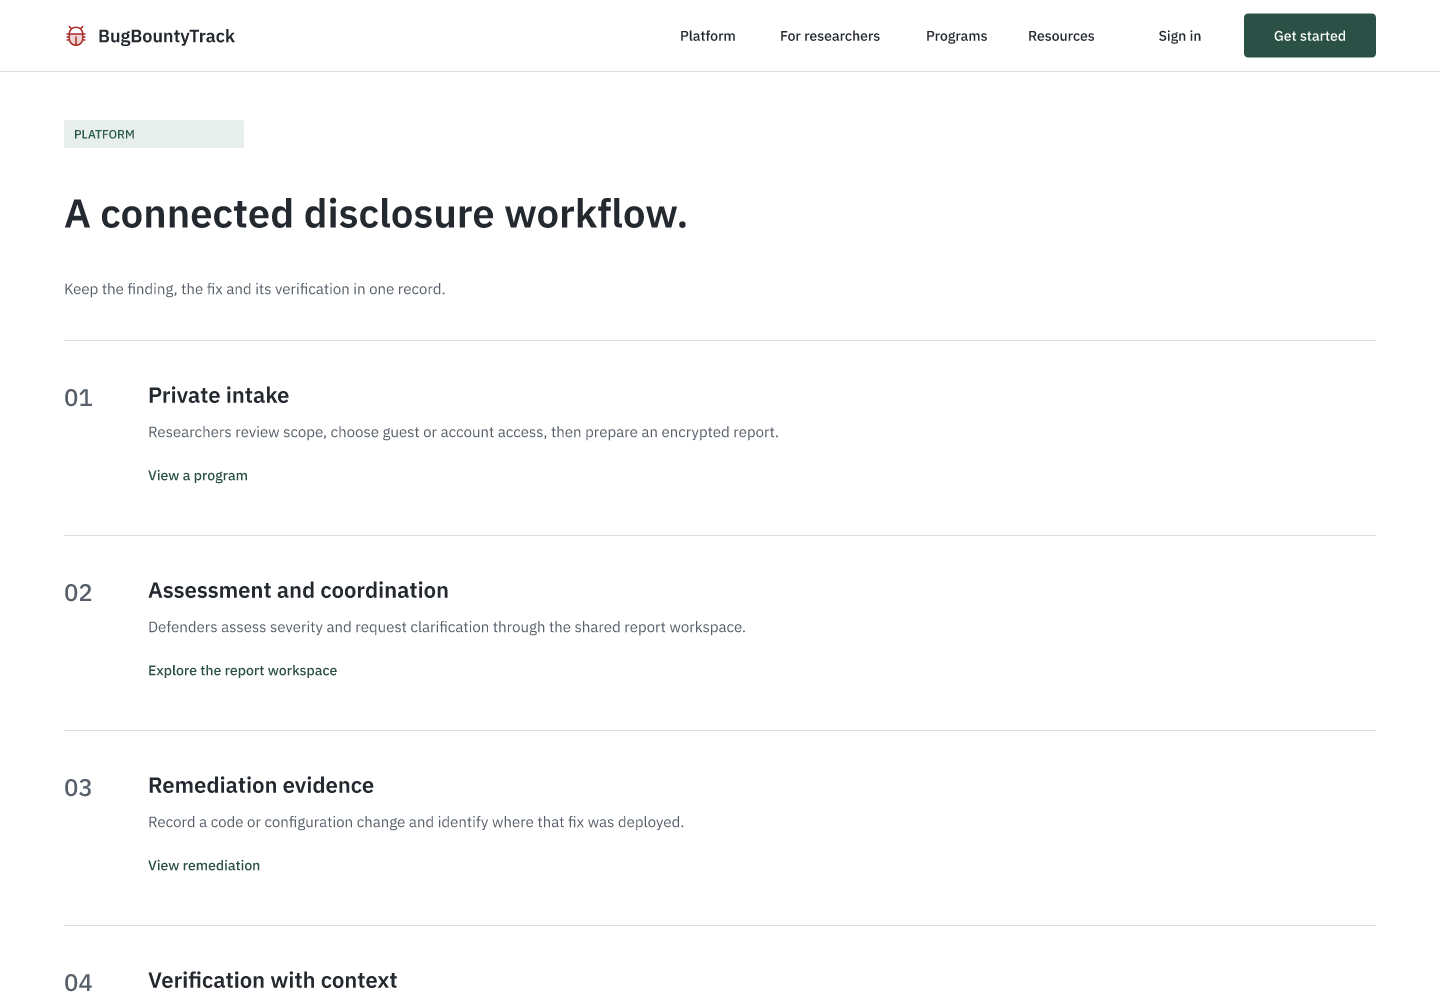 BugBountyTrack
Platform
For researchers
Programs
Resources
Sign in
Get started
PLATFORM
A connected disclosure workflow.
Keep the finding, the fix and its verification in one record.
01
Private intake
Researchers review scope, choose guest or account access, then prepare an encrypted report.
View a program
02
Assessment and coordination
Defenders assess severity and request clarification through the shared report workspace.
Explore the report workspace
03
Remediation evidence
Record a code or configuration change and identify where that fix was deployed.
View remediation
04
Verification with context